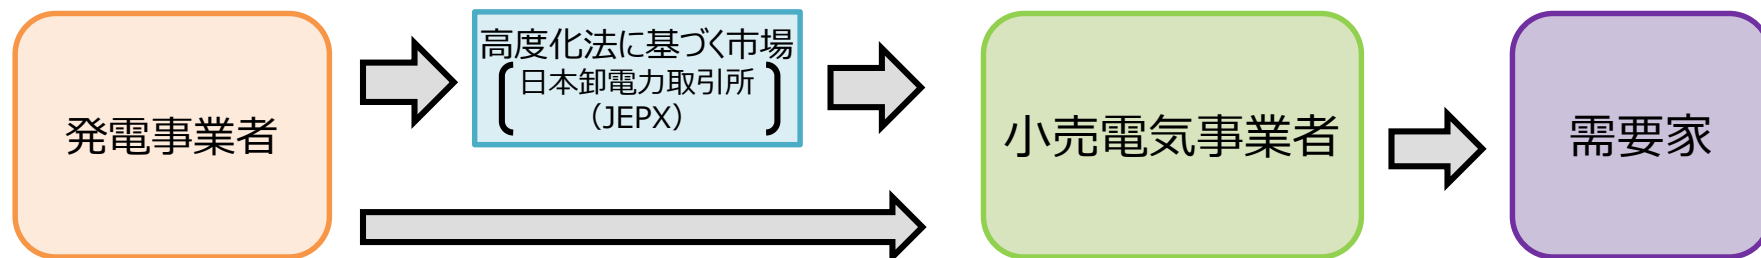 発電事業者
高度化法に基づく市場
日本卸電力取引所
（JEPX）
小売電気事業者
需要家